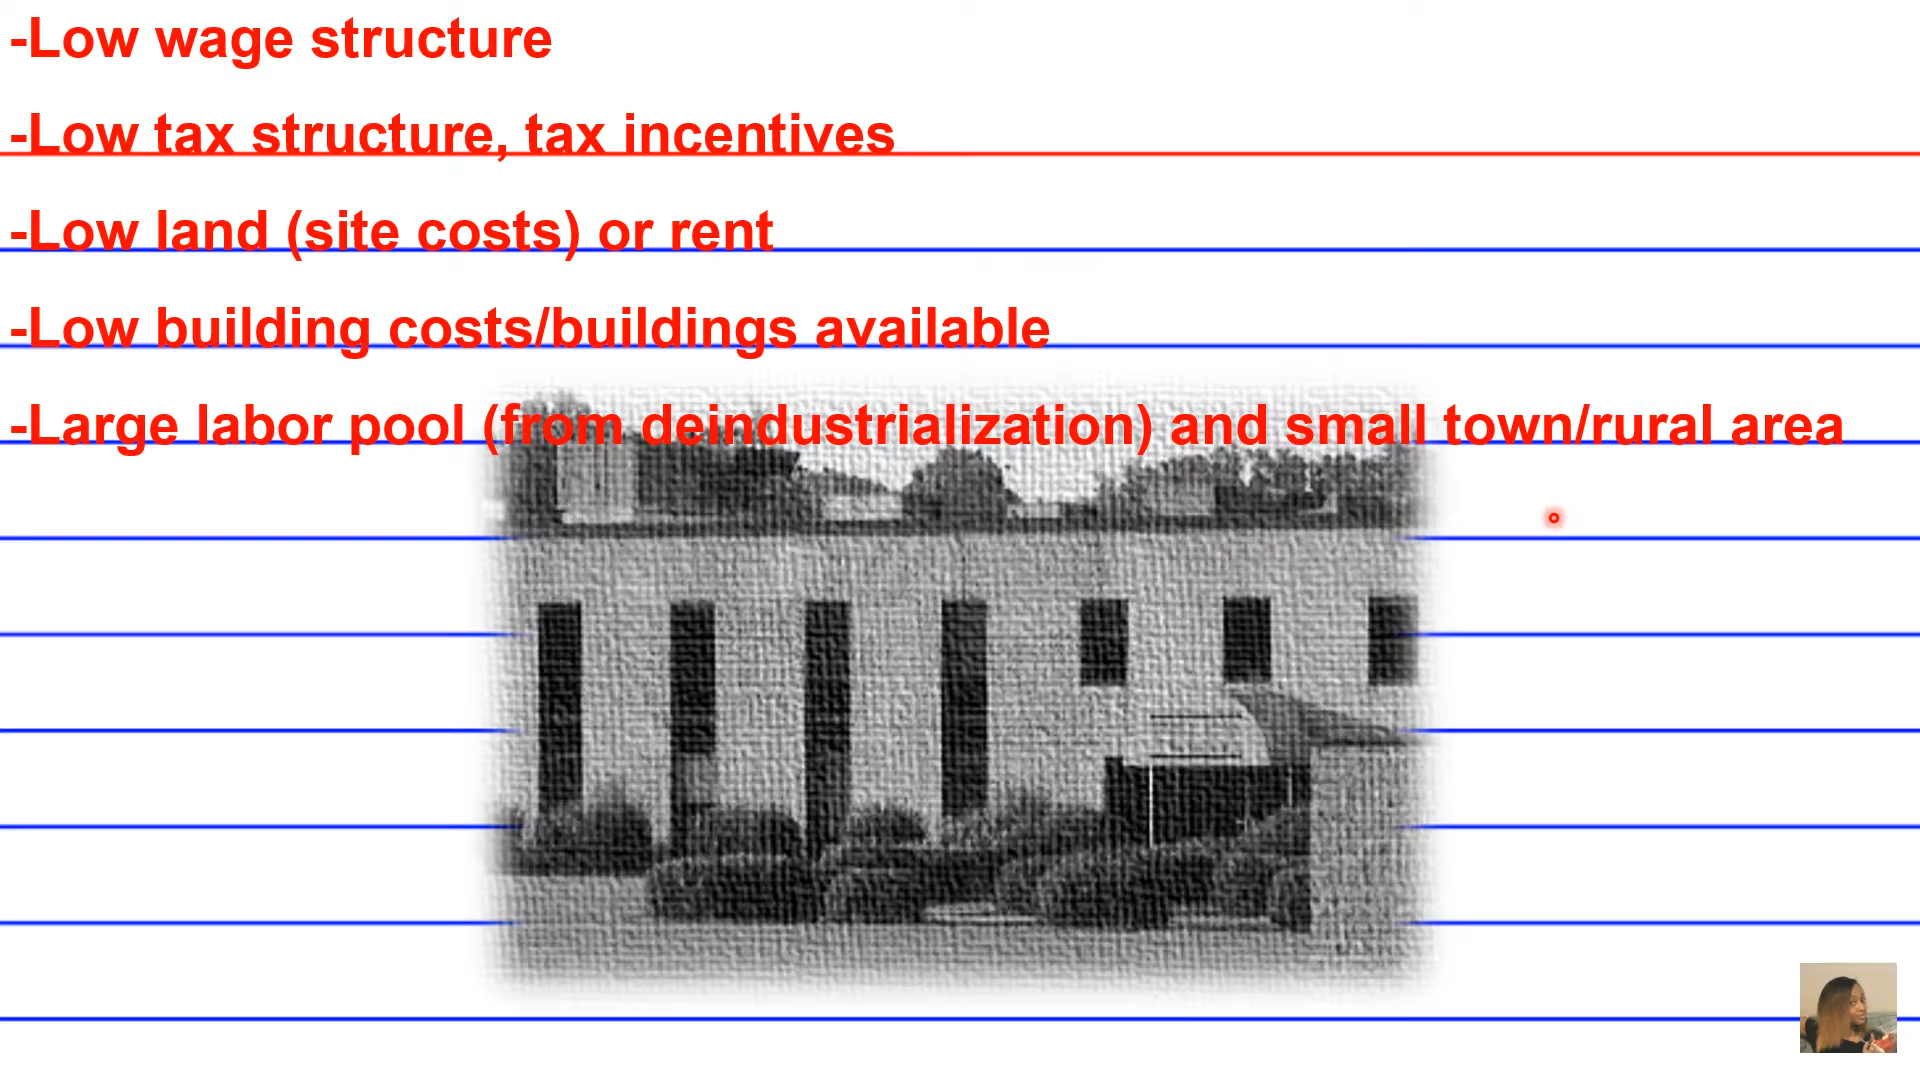 -Low wage structure
-Low tax structure, tax incentives
-Low land (site costs) or rent
-Low building costs/buildings available
-Large labor pool (from deindustrialization) and small town/rural area